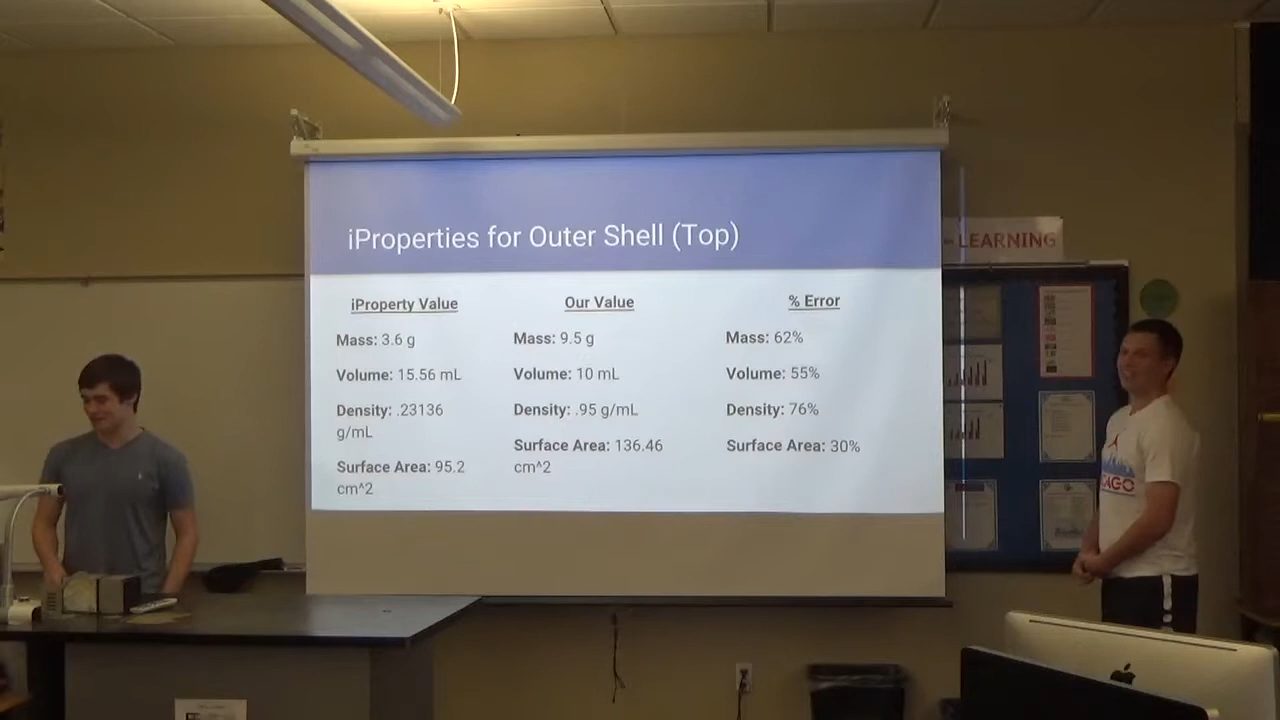 iProperties for Outer Shell (Top)
iProperty Value
Mass: 3.6 g
Volume: 15.56 mL
Density: .23136
g/mL
Surface Area: 95.2
cm^2
Our Value
Mass: 9.5 g
Volume: 10 mL
Density: .95 g/mL
Surface Area: 136.46
cm^2
% Error
Mass: 62%
Volume: 55%
Density: 76%
Surface Area: 30%
LEARNING